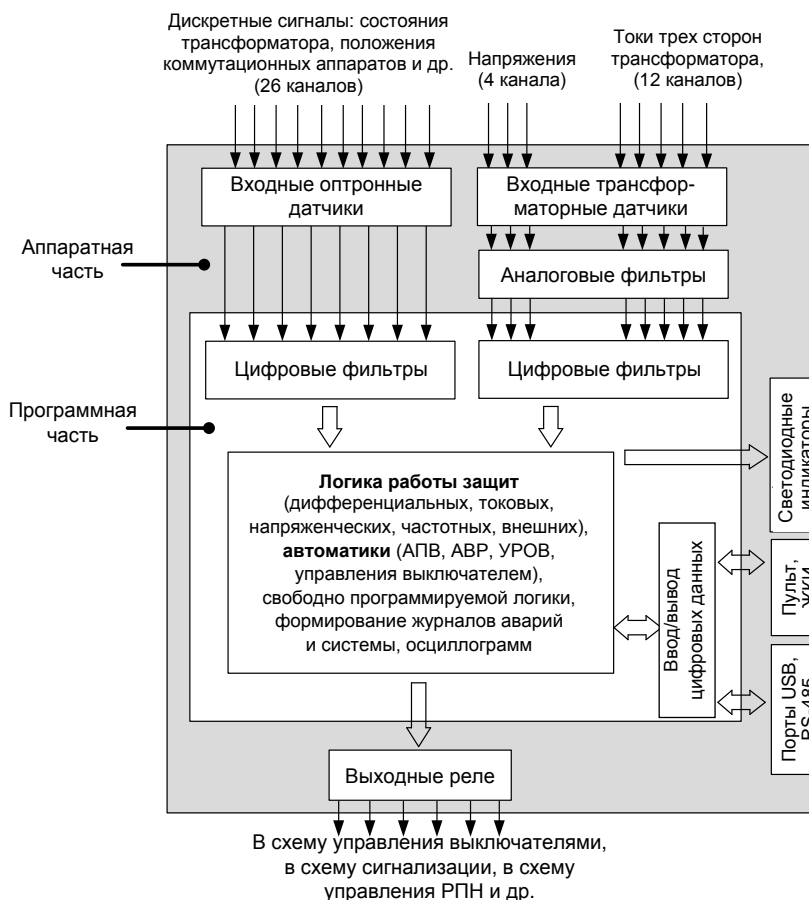 Дискретные сигналы: состояния
трансформатора, положения
коммутационных аппаратов и др.
(26 каналов)
Напряжения
(4 канала)
Токи трех сторон
трансформатора,
(12 каналов)
Входные оптронные
датчики
Входные трансфор-
маторные датчики
Аппаратная
часть
Аналоговые фильтры
Цифровые фильтры
Цифровые фильтры
Программная
часть
Логика работы защит
(дифференциальных, токовых,
напряженческих, частотных, внешних),
автоматики (АПВ, АВР, УРОВ,
управления выключателем),
свободно программируемой логики,
формирование журналов аварий
и системы, осциллограмм
Светодиодные
индикаторы
Ввод/вывод
цифровых данных
Пульт,
ЖКИ
Порты USB,
RS-485
Выходные реле
В схему управления выключателями,
в схему сигнализации, в схему
управления РПН и др.